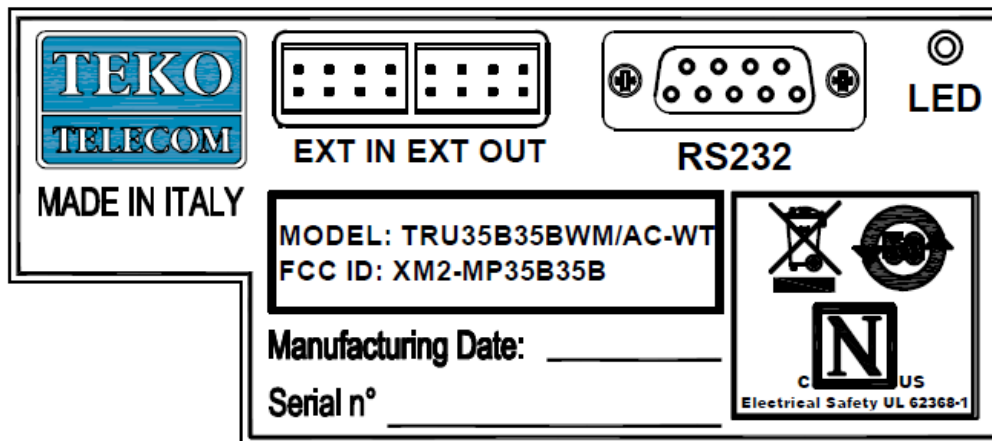 TEKO
TELECOM
MADE IN ITALY
EXT IN EXT OUT
RS232
LED
MODEL: TRU35B35BWM/AC-WT
FCC ID: XM2-MP35B35B
Manufacturing Date:
Serial n°
50
N
C US
Electrical Safety UL 62368-1